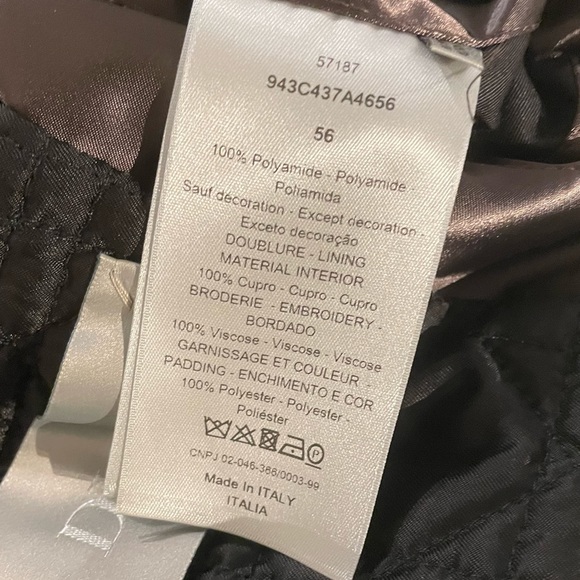 57187
943C437A4656
56
100% Polyamide - Polyamide -
Poliamida
Sauf décoration - Except decoration -
Exceto decoração
DOUBLURE - LINING
MATERIAL INTERIOR
100% Cupro - Cupro - Cupro
BRODERIE - EMBROIDERY -
BORDADO
100% Viscose - Viscose - Viscose
GARNISSAGE ET COULEUR -
PADDING - ENCHIMENTO E COR
100% Polyester - Polyester -
Poliéster
P
CNPJ 02-046-386/0003-99
Made In ITALY
ITALIA